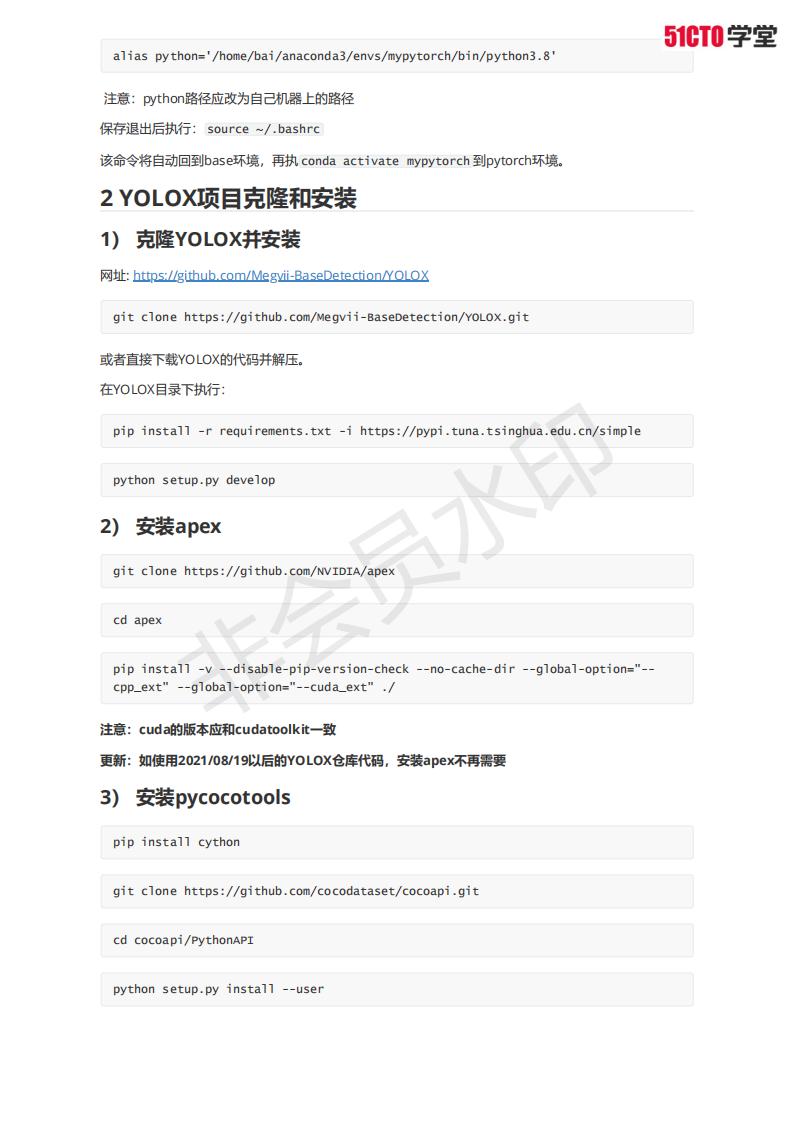 51CTO学堂
alias python='/home/bai/anaconda3/envs/mypytorch/bin/python3.8'
注意：python路径应改为自己机器上的路径
保存退出后执行： source ~/.bashrc
该命令将自动回到base环境，再执 conda activate mypytorch 到pytorch环境。
2 YOLOX项目克隆和安装
1） 克隆YOLOX并安装
网址: https://github.com/Megvii-BaseDetection/YOLOX
git clone https://github.com/Megvii-BaseDetection/YOLOX.git
或者直接下载YOLOX的代码并解压。
在YOLOX目录下执行：
pip install -r requirements.txt -i https://pypi.tuna.tsinghua.edu.cn/simple
python setup.py develop
2） 安装apex
git clone https://github.com/NVIDIA/apex
cd apex
pip install -v --disable-pip-version-check --no-cache-dir --global-option="--
cpp_ext" --global-option="--cuda_ext" ./
注意：cuda的版本应和cudatoolkit一致
更新：如使用2021/08/19以后的YOLOX仓库代码，安装apex不再需要
3） 安装pycocotools
pip install cython
git clone https://github.com/cocodataset/cocoapi.git
cd cocoapi/PythonAPI
python setup.py install --user
非会员水印